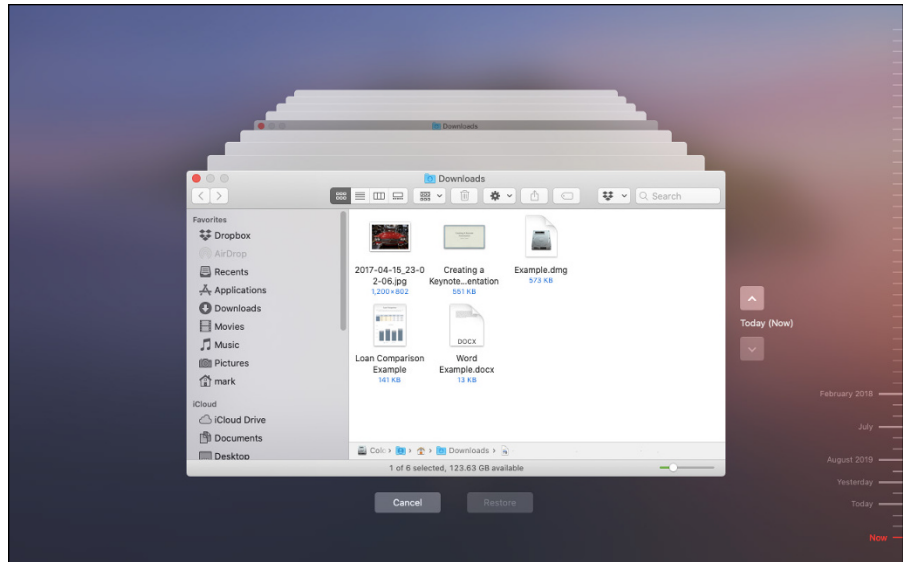 Downloads
Downloads
Search
Favorites
Dropbox
AirDrop
Recents
Applications
Downloads
Movies
Music
Pictures
mark
iCloud
iCloud Drive
Documents
Desktop
2017-04-15_23-0
2-06.jpg
1,200×802
Creating a
Keynote...entation
551 KB
Example.dmg
573 KB
Loan Comparison
Example
141 KB
DOCX
Word
Example.docx
13 KB
Downloads
1 of 6 selected, 123.63 GB available
Cancel
Restore
Today (Now)
February 2018
July
August 2019
Yesterday
Today
Now